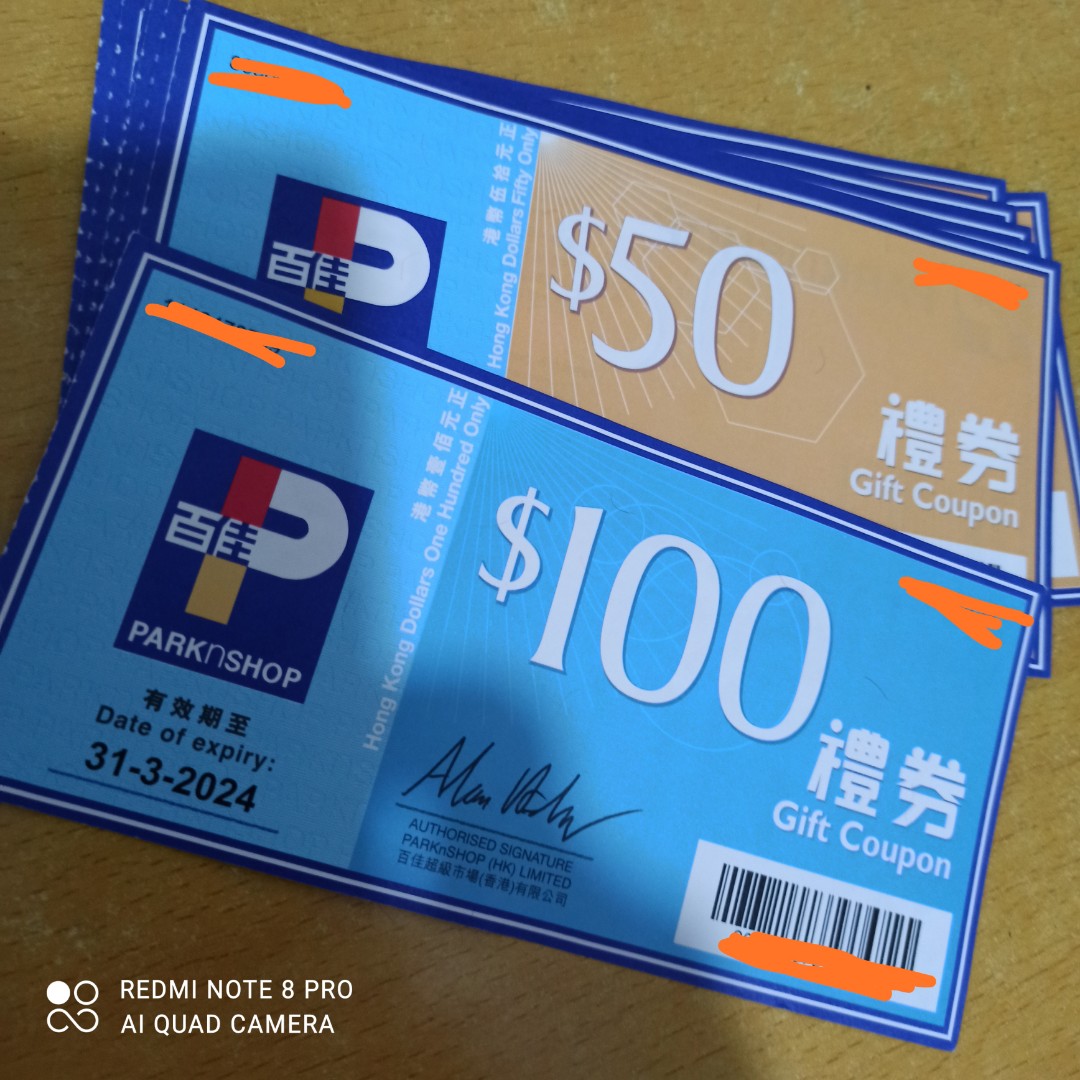 港幣伍拾元正
Hong Kong Dollars Fifty Only
百佳
$50
禮券
Gift Coupon
港幣壹佰元正
Hong Kong Dollars One Hundred Only
百佳
PARKNSHOP
有效期至
Date of expiry:
31-3-2024
$100
禮券
Gift Coupon
AUTHORISED SIGNATURE
PARKnSHOP (HK) LIMITED
百佳超級市場(香港)有限公司
REDMI NOTE 8 PRO
AI QUAD CAMERA